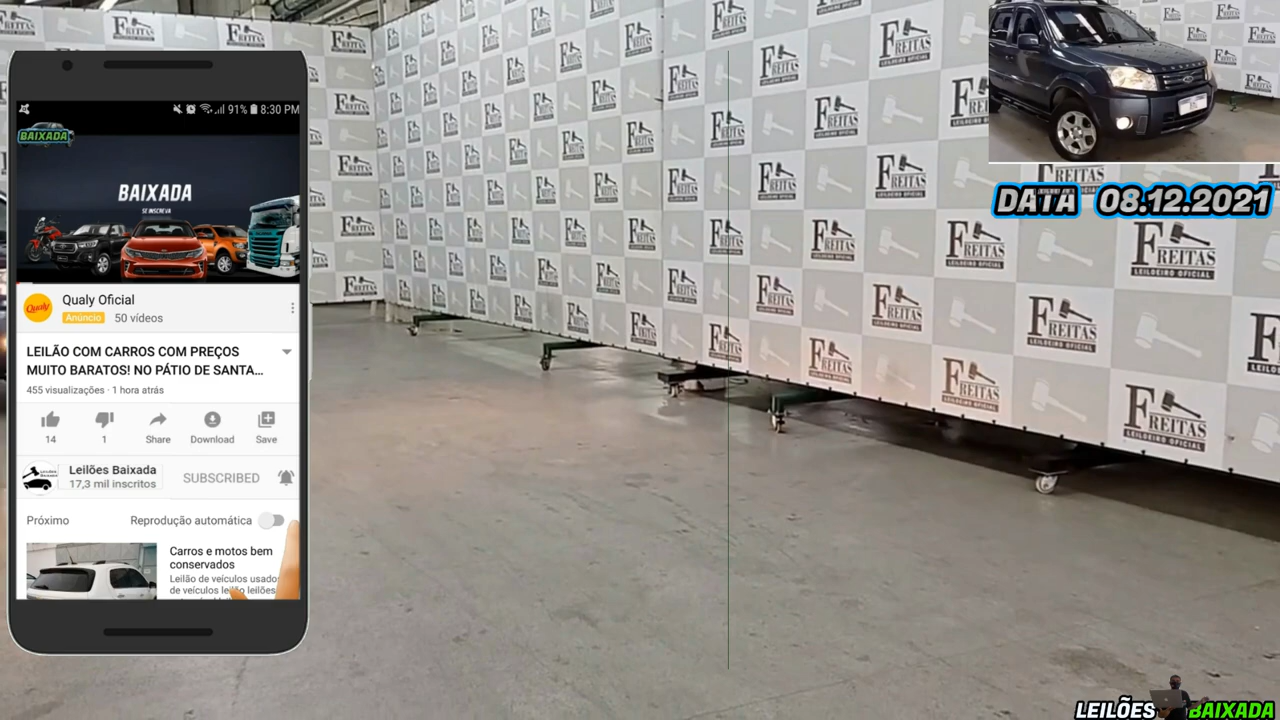 91% 8:30 PM
BAIXADA
BAIXADA
SE INSCREVA
Qualy
Qualy Oficial
Anúncio 50 vídeos
LEILÃO COM CARROS COM PREÇOS
MUITO BARATOS! NO PÁTIO DE SANTA...
455 visualizações · 1 hora atrás
14 1 Share Download Save
Leilões Baixada
17,3 mil inscritos
SUBSCRIBED
Próximo Reprodução automática
Carros e motos bem
conservados
Leilão de veículos usados
FREITAS
LEILOEIRO OFICIAL
DATA 08.12.2021
LEILÕES BAIXADA